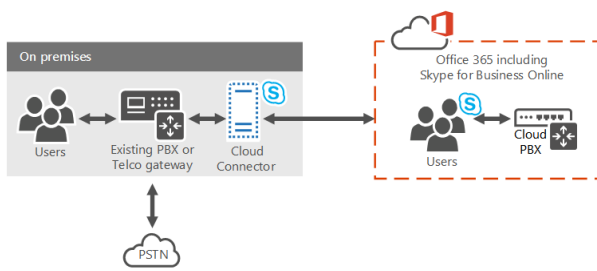 On premises
Office 365 including
Skype for Business Online
Users
Existing PBX or
Telco gateway
Cloud
Connector
Users
Cloud
PBX
PSTN